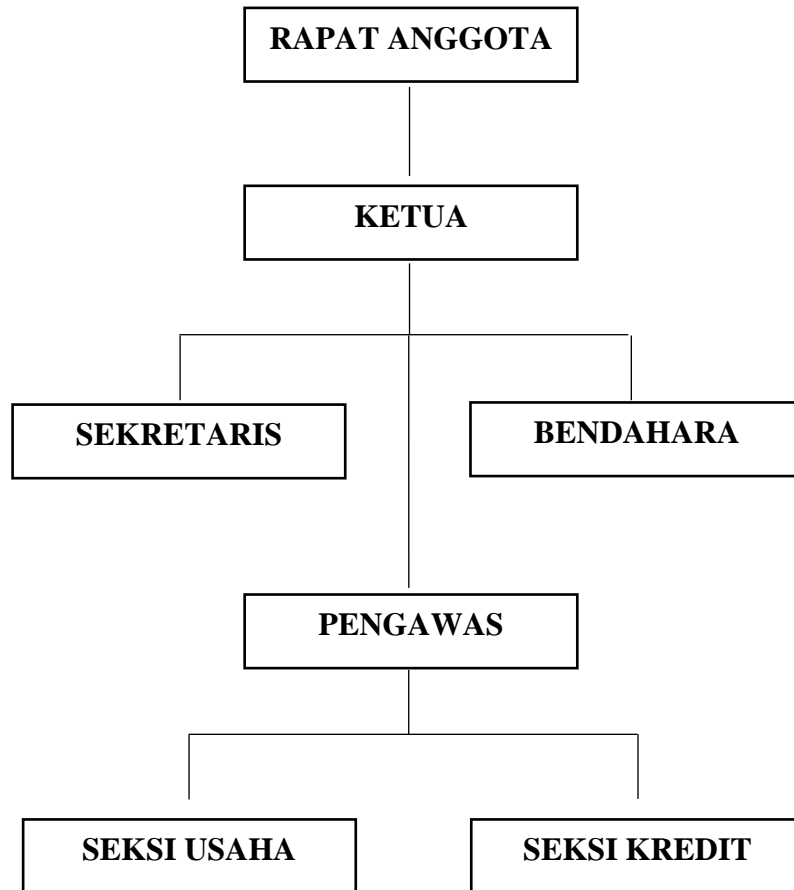 RAPAT ANGGOTA
KETUA
SEKRETARIS
BENDAHARA
PENGAWAS
SEKSI USAHA
SEKSI KREDIT